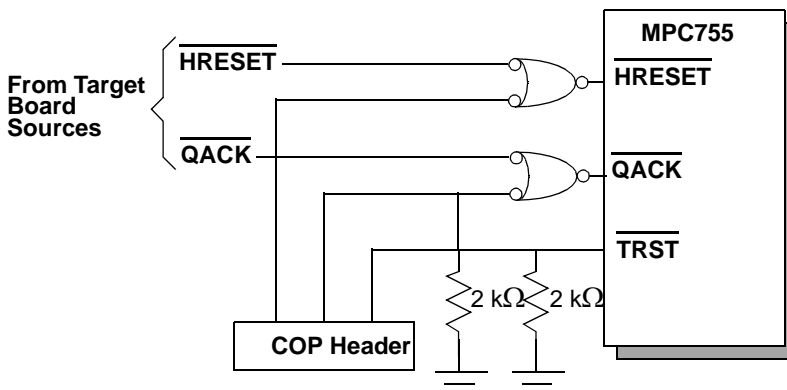 MPC755
HRESET
HRESET
From Target
Board
Sources
QACK
QACK
TRST
2 kΩ
2 kΩ
COP Header